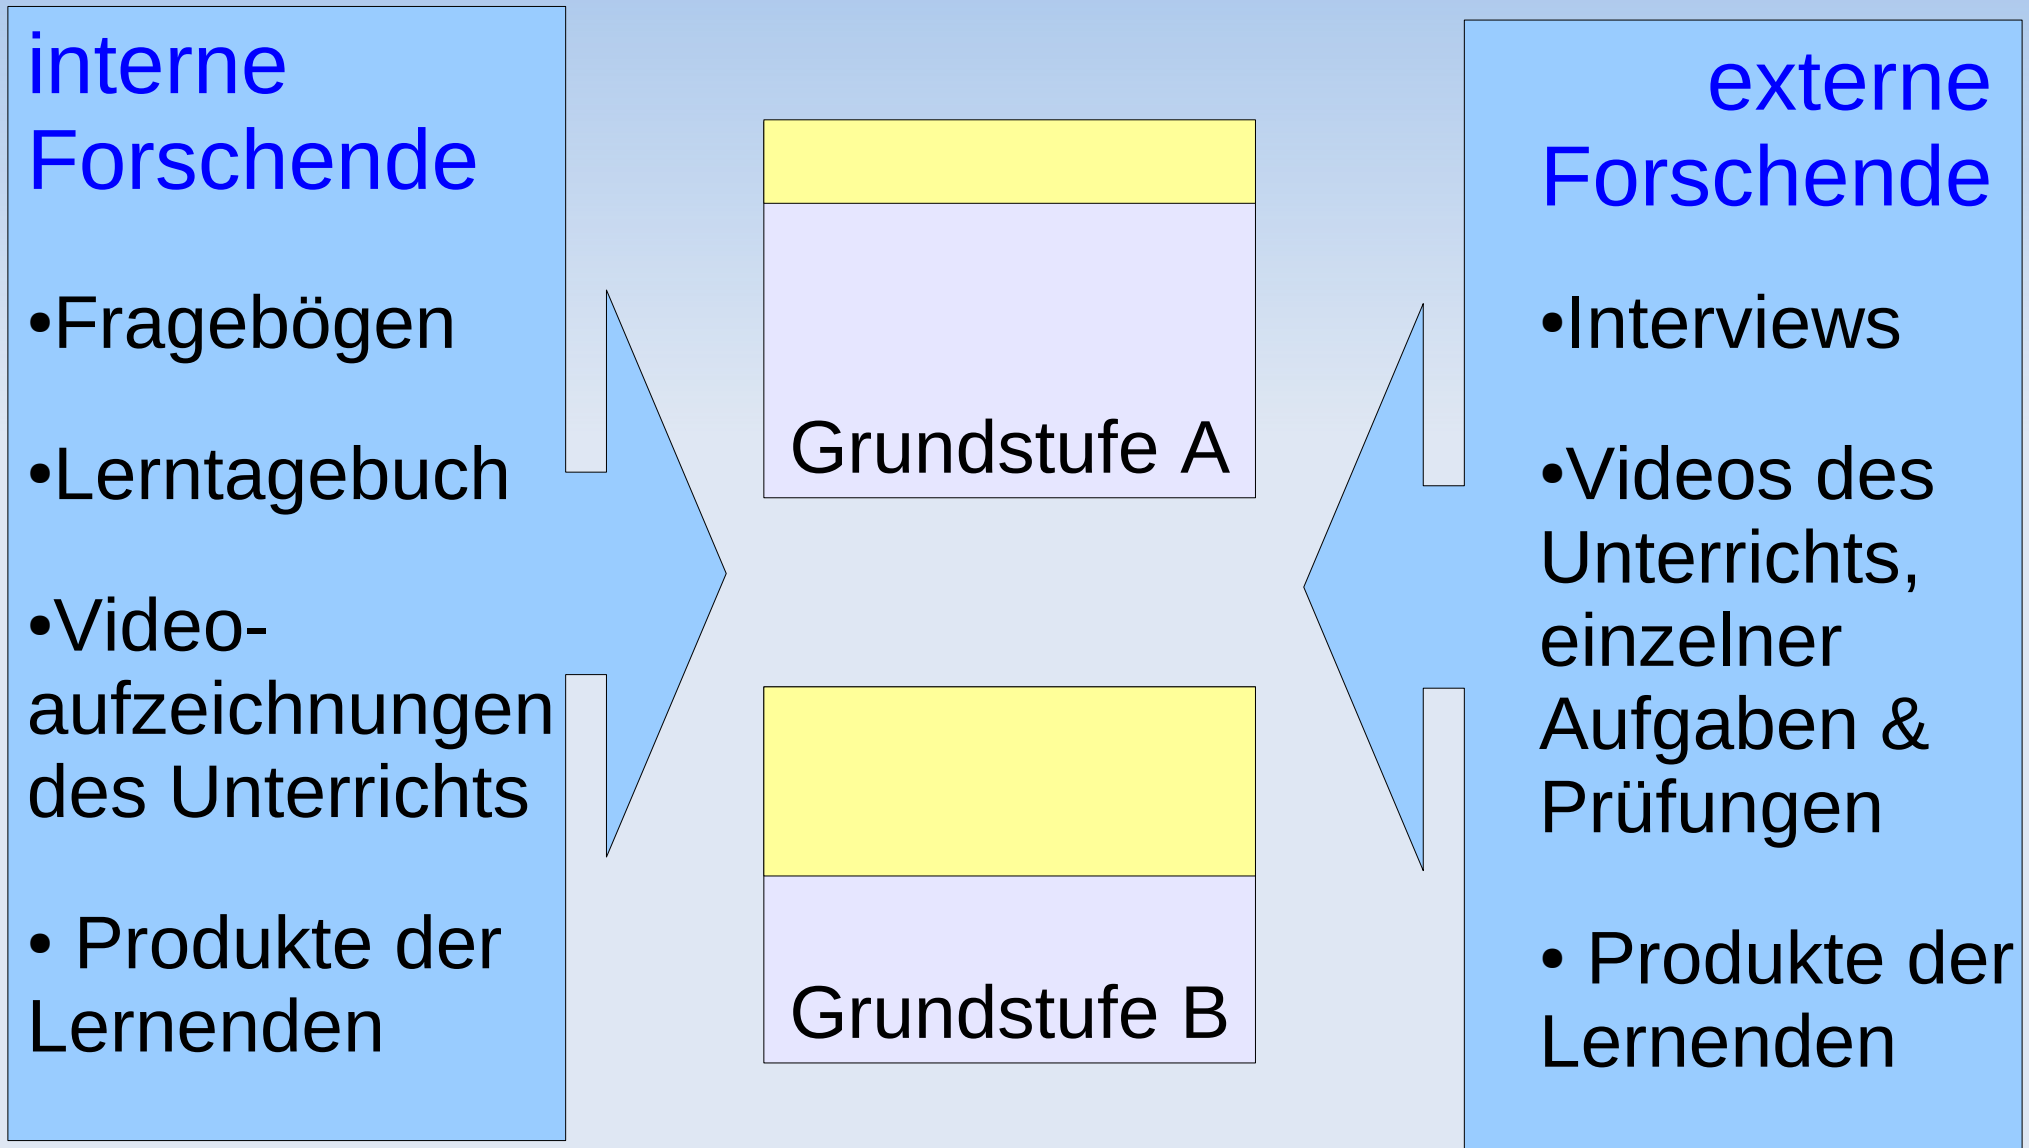 interne
Forschende
•Fragebögen
•Lerntagebuch
•Video-
aufzeichnungen
des Unterrichts
• Produkte der
Lernenden
Grundstufe A
Grundstufe B
externe
Forschende
•Interviews
•Videos des
Unterrichts,
einzelner
Aufgaben &
Prüfungen
• Produkte der
Lernenden